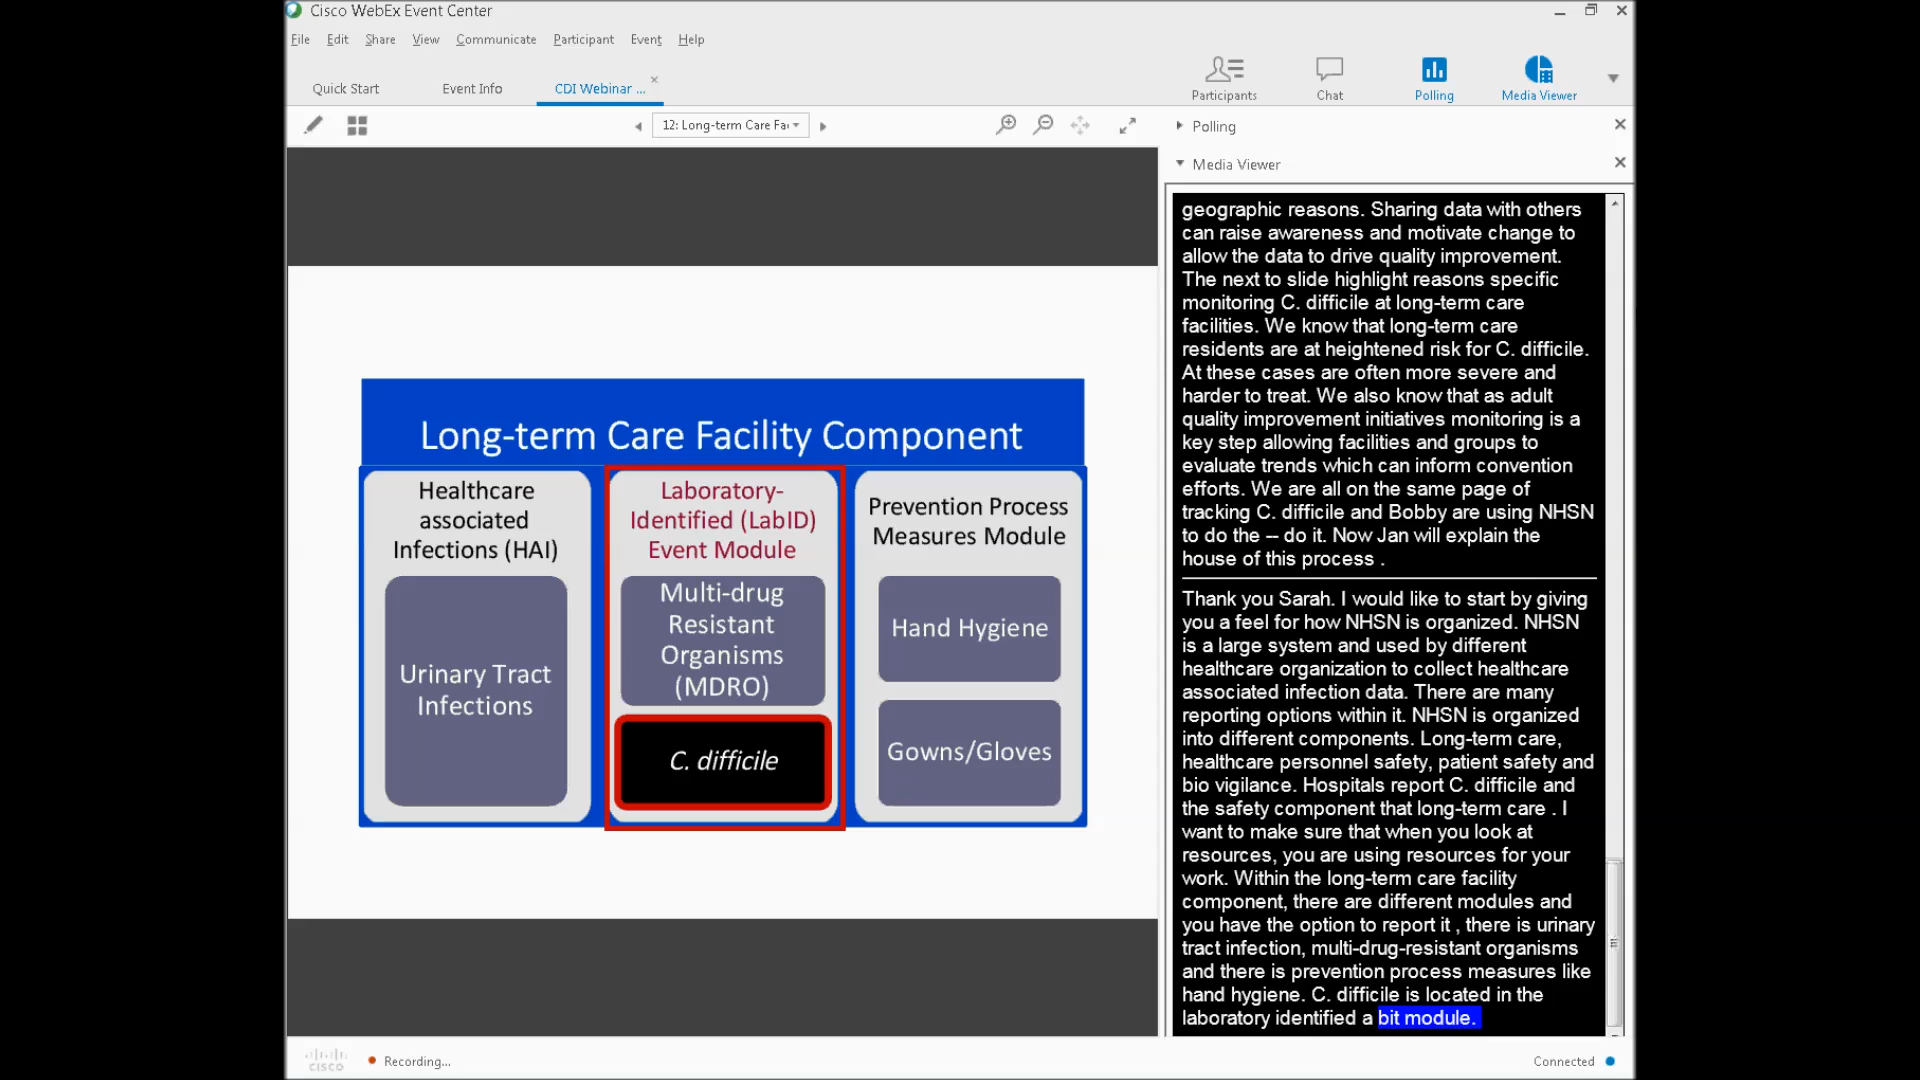 Cisco WebEx Event Center
File Edit Share View Communicate Participant Event Help
Participants Chat Polling Media Viewer
Quick Start Event Info CDI Webinar ...
12: Long-term Care Fa
Polling
Media Viewer
Long-term Care Facility Component
Healthcare
associated
Infections (HAI)
Urinary Tract
Infections
Laboratory-
Identified (LabID)
Event Module
Multi-drug
Resistant
Organisms
(MDRO)
C. difficile
Prevention Process
Measures Module
Hand Hygiene
Gowns/Gloves
geographic reasons. Sharing data with others
can raise awareness and motivate change to
allow the data to drive quality improvement.
The next to slide highlight reasons specific
monitoring C. difficile at long-term care
facilities. We know that long-term care
residents are at heightened risk for C. difficile.
At these cases are often more severe and
harder to treat. We also know that as adult
quality improvement initiatives monitoring is a
key step allowing facilities and groups to
evaluate trends which can inform convention
efforts. We are all on the same page of
tracking C. difficile and Bobby are using NHSN
to do the -- do it. Now Jan will explain the
house of this process .
Thank you Sarah. I would like to start by giving
you a feel for how NHSN is organized. NHSN
is a large system and used by different
healthcare organization to collect healthcare
associated infection data. There are many
reporting options within it. NHSN is organized
into different components. Long-term care,
healthcare personnel safety, patient safety and
bio vigilance. Hospitals report C. difficile and
the safety component that long-term care . I
want to make sure that when you look at
resources, you are using resources for your
work. Within the long-term care facility
component, there are different modules and
you have the option to report it , there is urinary
tract infection, multi-drug-resistant organisms
and there is prevention process measures like
hand hygiene. C. difficile is located in the
laboratory identified a bit module.
cisco
Recording...
Connected